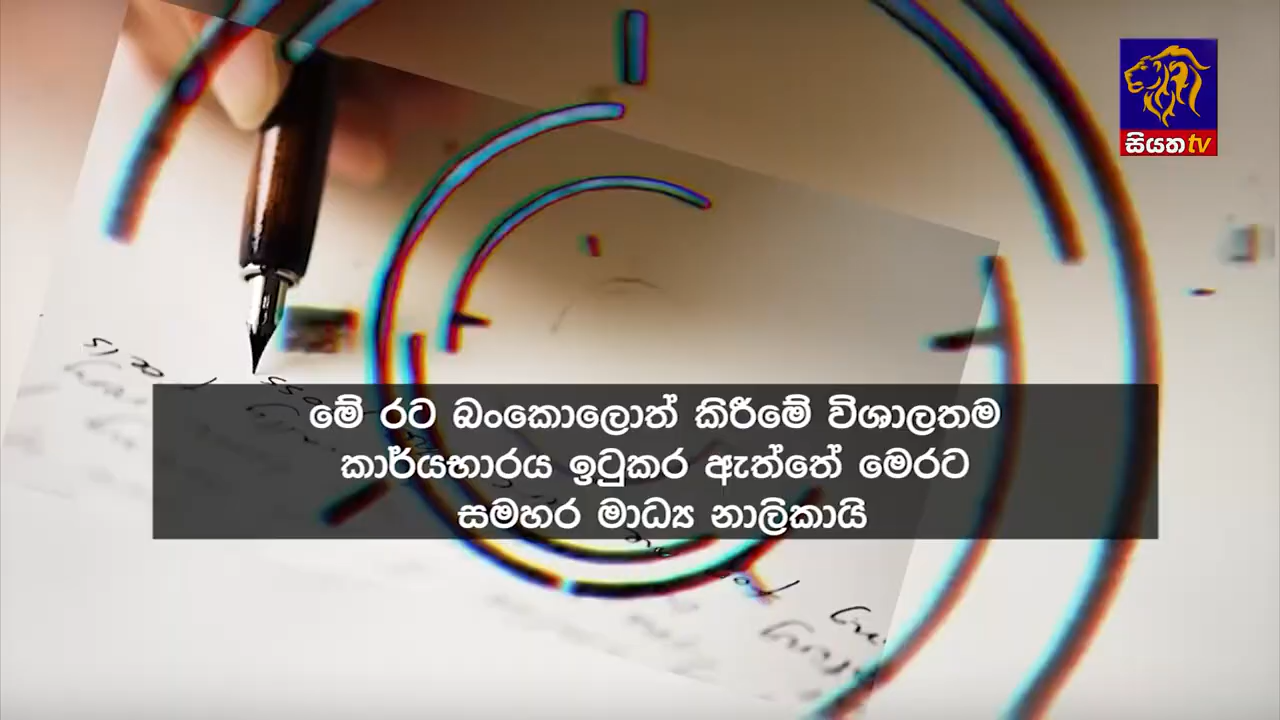 සියත tv
මේ රට බංකොලොත් කිරීමේ විශාලතම
කාර්යභාරය ඉටුකර ඇත්තේ මෙරට
සමහර මාධ්‍ය නාලිකායි